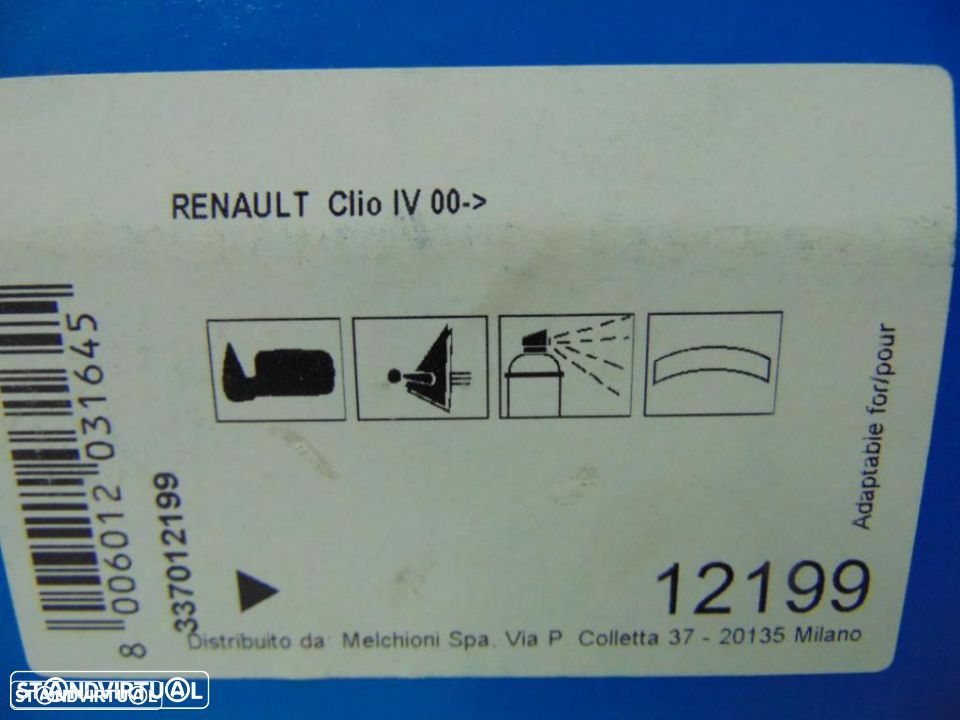 RENAULT Clio IV 00->
8 006012 031645
337012199
Adaptable for/pour
12199
Distribuito da: Melchioni Spa. Via P Colletta 37 - 20135 Milano
STANDVIRTUAL
STANDVIRTUAL